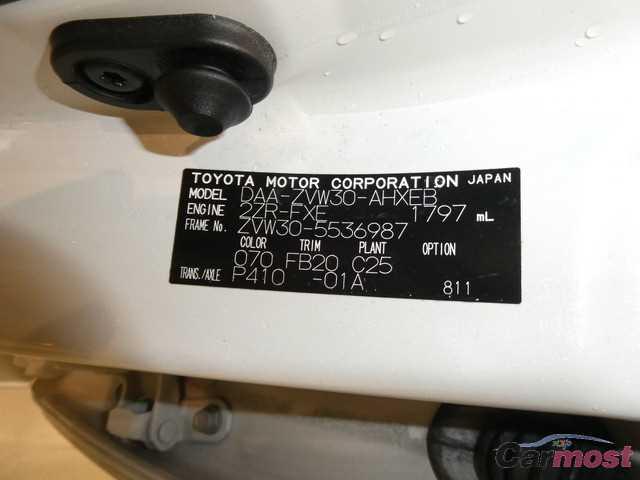 TOYOTA MOTOR CORPORATION JAPAN
MODEL DAA-ZVW30-AHXEB
ENGINE 2ZR-FXE 1797 mL
FRAME No. ZVW30-5536987
COLOR TRIM PLANT OPTION
070 FB20 C25
TRANS./AXLE P410 -01A 811
Carmost